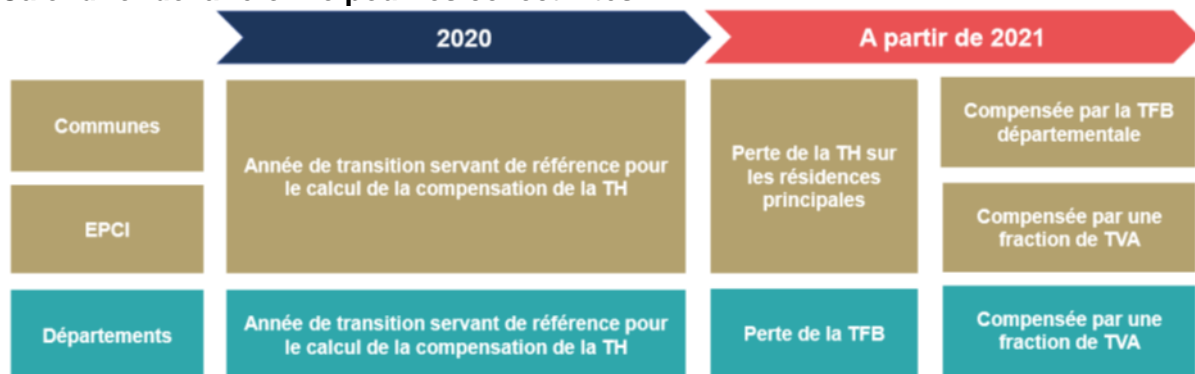 2020
A partir de 2021
Communes
Année de transition servant de référence pour
le calcul de la compensation de la TH
Perte de la TH sur
les résidences
principales
Compensée par la TFB
départementale
EPCI
Compensée par une
fraction de TVA
Départements
Année de transition servant de référence pour
le calcul de la compensation de la TH
Perte de la TFB
Compensée par une
fraction de TVA